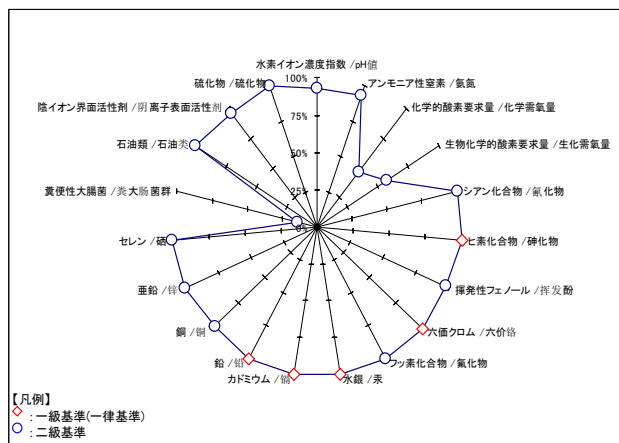 水素イオン濃度指数 /pH值
100%
75%
50%
25%
0%
アンモニア性窒素 /氨氮
化学的酸素要求量 /化学需氧量
生物化学的酸素要求量 /生化需氧量
シアン化合物 /氰化物
ヒ素化合物 /砷化物
揮発性フェノール /挥发酚
六価クロム /六价铬
フッ素化合物 /氟化物
水銀 /汞
カドミウム /镉
鉛 /铅
銅 /铜
亜鉛 /锌
セレン /硒
糞便性大腸菌 /粪大肠菌群
石油類 /石油类
陰イオン界面活性剤 /阴离子表面活性剂
硫化物 /硫化物
【凡例】
：一級基準(一律基準)
：二級基準